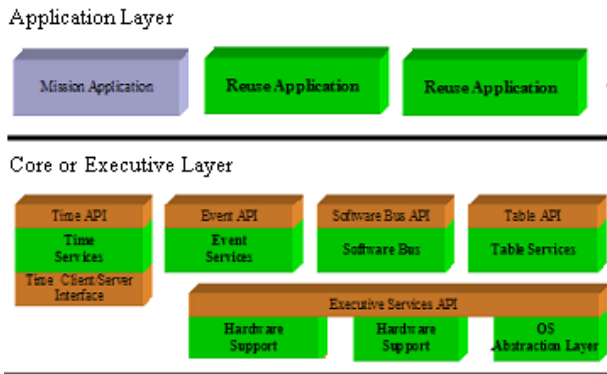 Application Layer
Mission Application
Reuse Application
Reuse Application
Core or Executive Layer
Time API
Event API
Software Bus API
Table API
Time
Services
Event
Services
Software Bus
Table Services
Time Client/Server
Interface
Executive Services API
Hardware
Support
Hardware
Support
OS
Abstraction Layer